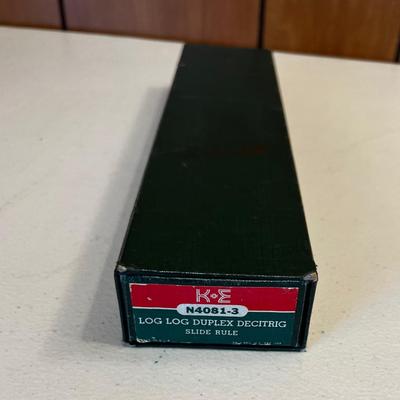 K+E
N4081-3
LOG LOG DUPLEX DECITRIG
SLIDE RULE